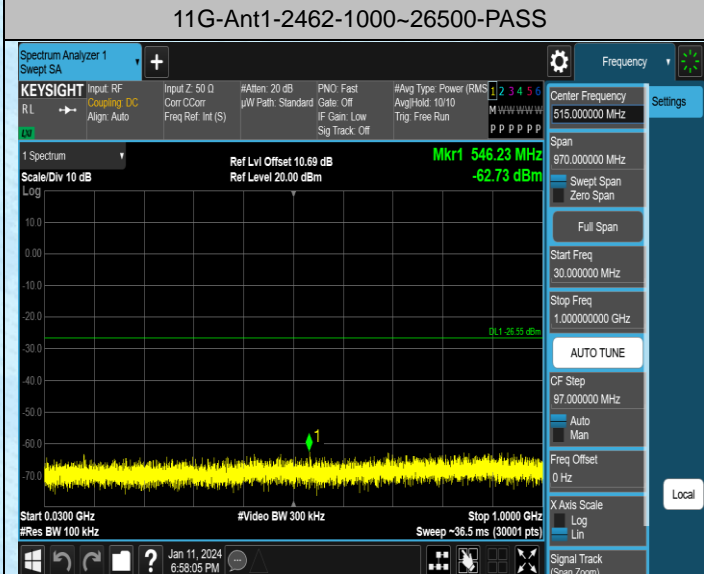 11G-Ant1-2462-1000~26500-PASS
Spectrum Analyzer 1
Swept SA
Frequency
KEYSIGHT
RL
LXI
Input: RF
Coupling: DC
Align: Auto
Input Z: 50 Ω
Corr CCorr
Freq Ref: Int (S)
#Atten: 20 dB
µW Path: Standard
PNO: Fast
Gate: Off
IF Gain: Low
Sig Track: Off
#Avg Type: Power (RMS
Avg|Hold: 10/10
Trig: Free Run
1 2 3 4 5 6
M W W W W W
P P P P P P
1 Spectrum
Scale/Div 10 dB
Log
Ref Lvl Offset 10.69 dB
Ref Level 20.00 dBm
Mkr1 546.23 MHz
-62.73 dBm
10.0
0.00
-10.0
-20.0
DL1 -26.55 dBm
-30.0
-40.0
-50.0
1
-60.0
-70.0
Start 0.0300 GHz
#Res BW 100 kHz
#Video BW 300 kHz
Stop 1.0000 GHz
Sweep ~36.5 ms (30001 pts)
Jan 11, 2024
6:58:05 PM
Center Frequency
515.000000 MHz
Span
970.000000 MHz
Swept Span
Zero Span
Full Span
Start Freq
30.000000 MHz
Stop Freq
1.000000000 GHz
AUTO TUNE
CF Step
97.000000 MHz
Auto
Man
Freq Offset
0 Hz
X Axis Scale
Log
Lin
Signal Track
(Span Zoom)
Settings
Local